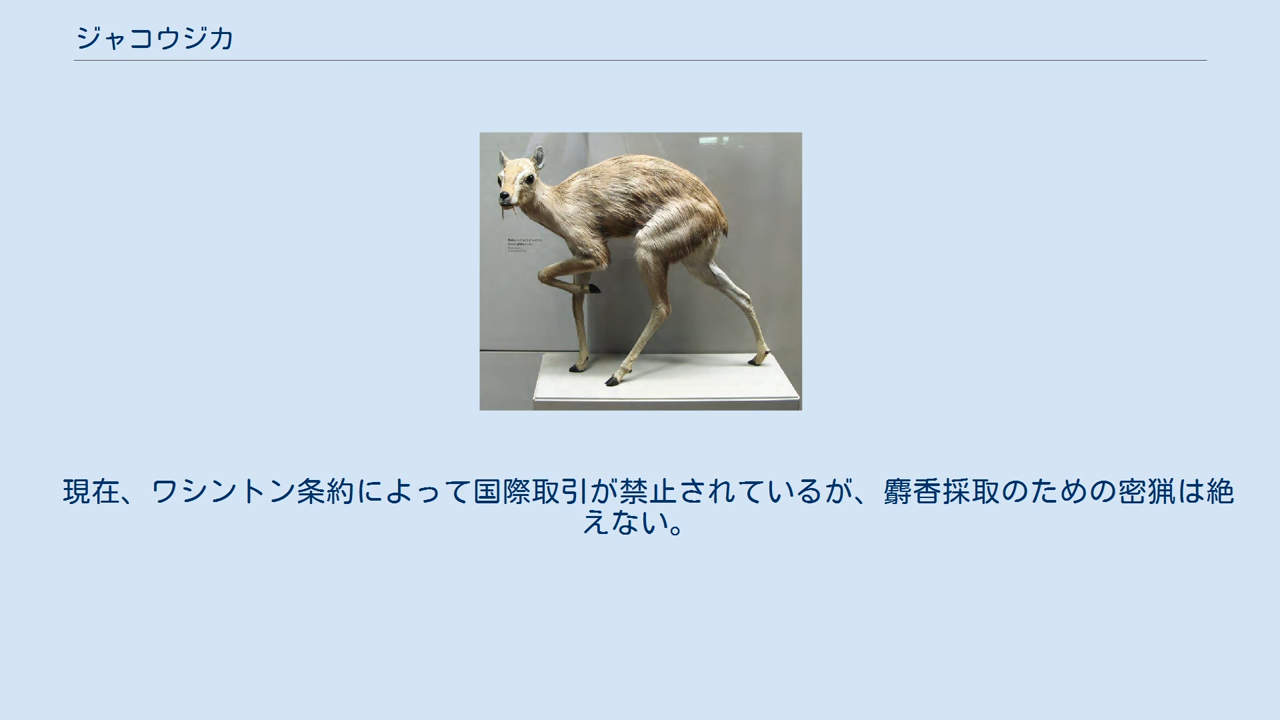 ジャコウジカ
現在、ワシントン条約によって国際取引が禁止されているが、麝香採取のための密猟は絶
えない。